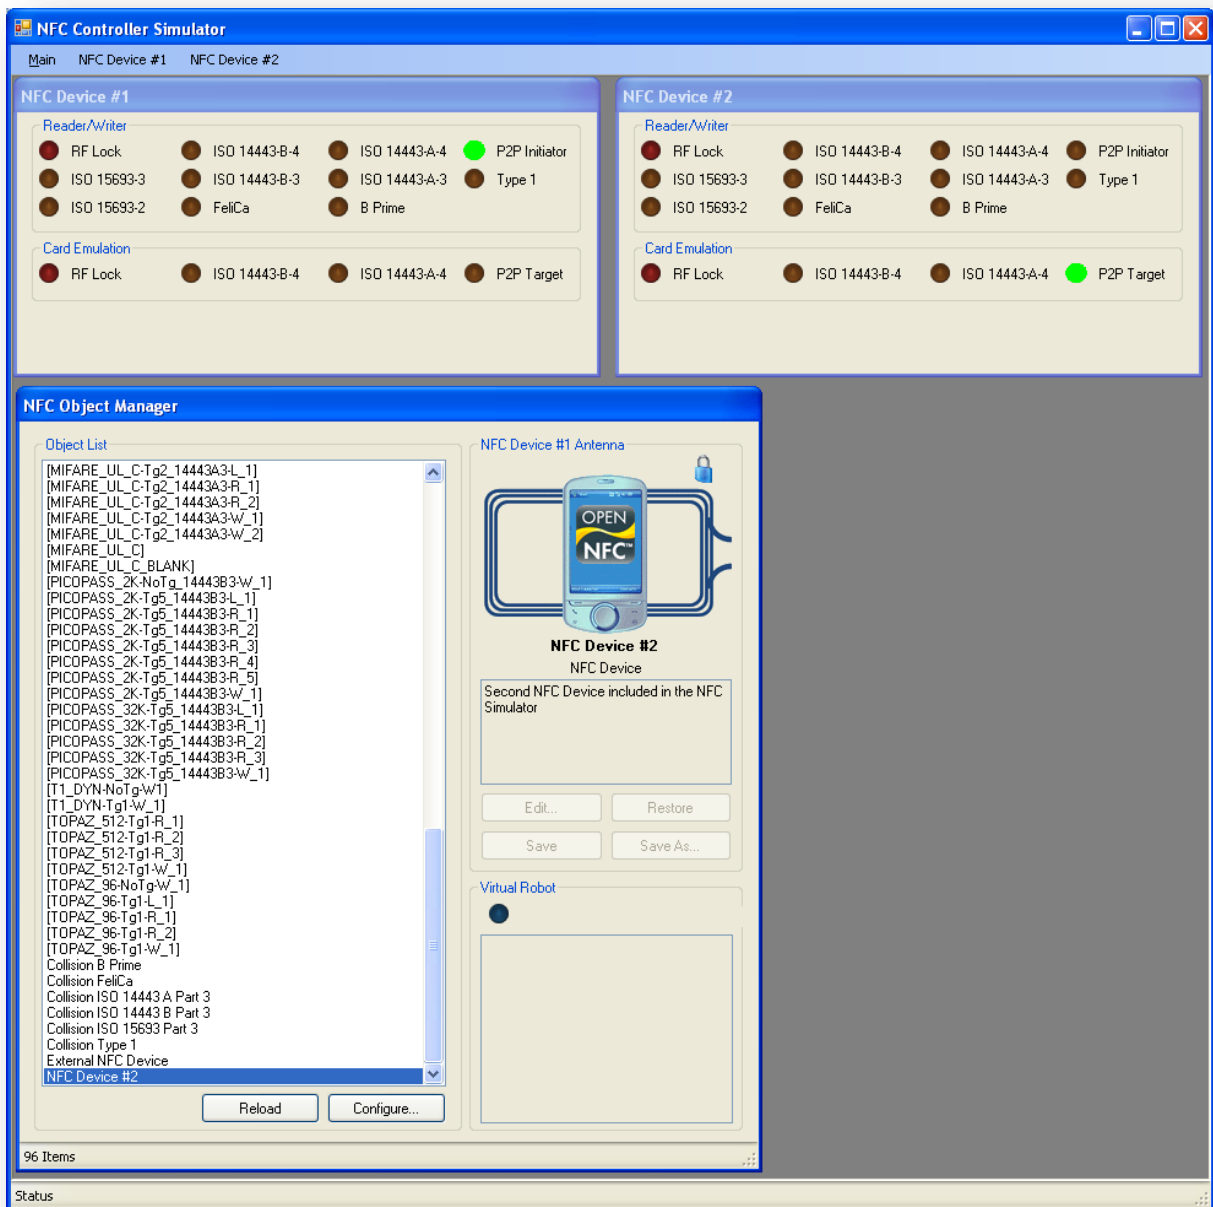 NFC Controller Simulator
Main NFC Device #1 NFC Device #2
NFC Device #1
Reader/Writer
RF Lock ISO 14443-B-4 ISO 14443-A-4 P2P Initiator
ISO 15693-3 ISO 14443-B-3 ISO 14443-A-3 Type 1
ISO 15693-2 FeliCa B Prime
Card Emulation
RF Lock ISO 14443-B-4 ISO 14443-A-4 P2P Target
NFC Device #2
Reader/Writer
RF Lock ISO 14443-B-4 ISO 14443-A-4 P2P Initiator
ISO 15693-3 ISO 14443-B-3 ISO 14443-A-3 Type 1
ISO 15693-2 FeliCa B Prime
Card Emulation
RF Lock ISO 14443-B-4 ISO 14443-A-4 P2P Target
NFC Object Manager
Object List
[MIFARE_UL_C-Tg2_14443A3-L_1]
[MIFARE_UL_C-Tg2_14443A3-R_1]
[MIFARE_UL_C-Tg2_14443A3-R_2]
[MIFARE_UL_C-Tg2_14443A3-W_1]
[MIFARE_UL_C-Tg2_14443A3-W_2]
[MIFARE_UL_C]
[MIFARE_UL_C_BLANK]
[PICOPASS_2K-NoTg_14443B3-W_1]
[PICOPASS_2K-Tg5_14443B3-L_1]
[PICOPASS_2K-Tg5_14443B3-R_1]
[PICOPASS_2K-Tg5_14443B3-R_2]
[PICOPASS_2K-Tg5_14443B3-R_3]
[PICOPASS_2K-Tg5_14443B3-R_4]
[PICOPASS_2K-Tg5_14443B3-R_5]
[PICOPASS_2K-Tg5_14443B3-W_1]
[PICOPASS_32K-Tg5_14443B3-L_1]
[PICOPASS_32K-Tg5_14443B3-R_1]
[PICOPASS_32K-Tg5_14443B3-R_2]
[PICOPASS_32K-Tg5_14443B3-R_3]
[PICOPASS_32K-Tg5_14443B3-W_1]
[T1_DYN-NoTg-W1]
[T1_DYN-Tg1-W_1]
[TOPAZ_512-Tg1-R_1]
[TOPAZ_512-Tg1-R_2]
[TOPAZ_512-Tg1-R_3]
[TOPAZ_512-Tg1-W_1]
[TOPAZ_96-NoTg-W_1]
[TOPAZ_96-Tg1-L_1]
[TOPAZ_96-Tg1-R_1]
[TOPAZ_96-Tg1-R_2]
[TOPAZ_96-Tg1-W_1]
Collision B Prime
Collision FeliCa
Collision ISO 14443 A Part 3
Collision ISO 14443 B Part 3
Collision ISO 15693 Part 3
Collision Type 1
External NFC Device
NFC Device #2
Reload Configure...
NFC Device #1 Antenna
OPEN
NFC™
NFC Device #2
NFC Device
Second NFC Device included in the NFC
Simulator
Edit... Restore
Save Save As...
Virtual Robot
96 Items
Status